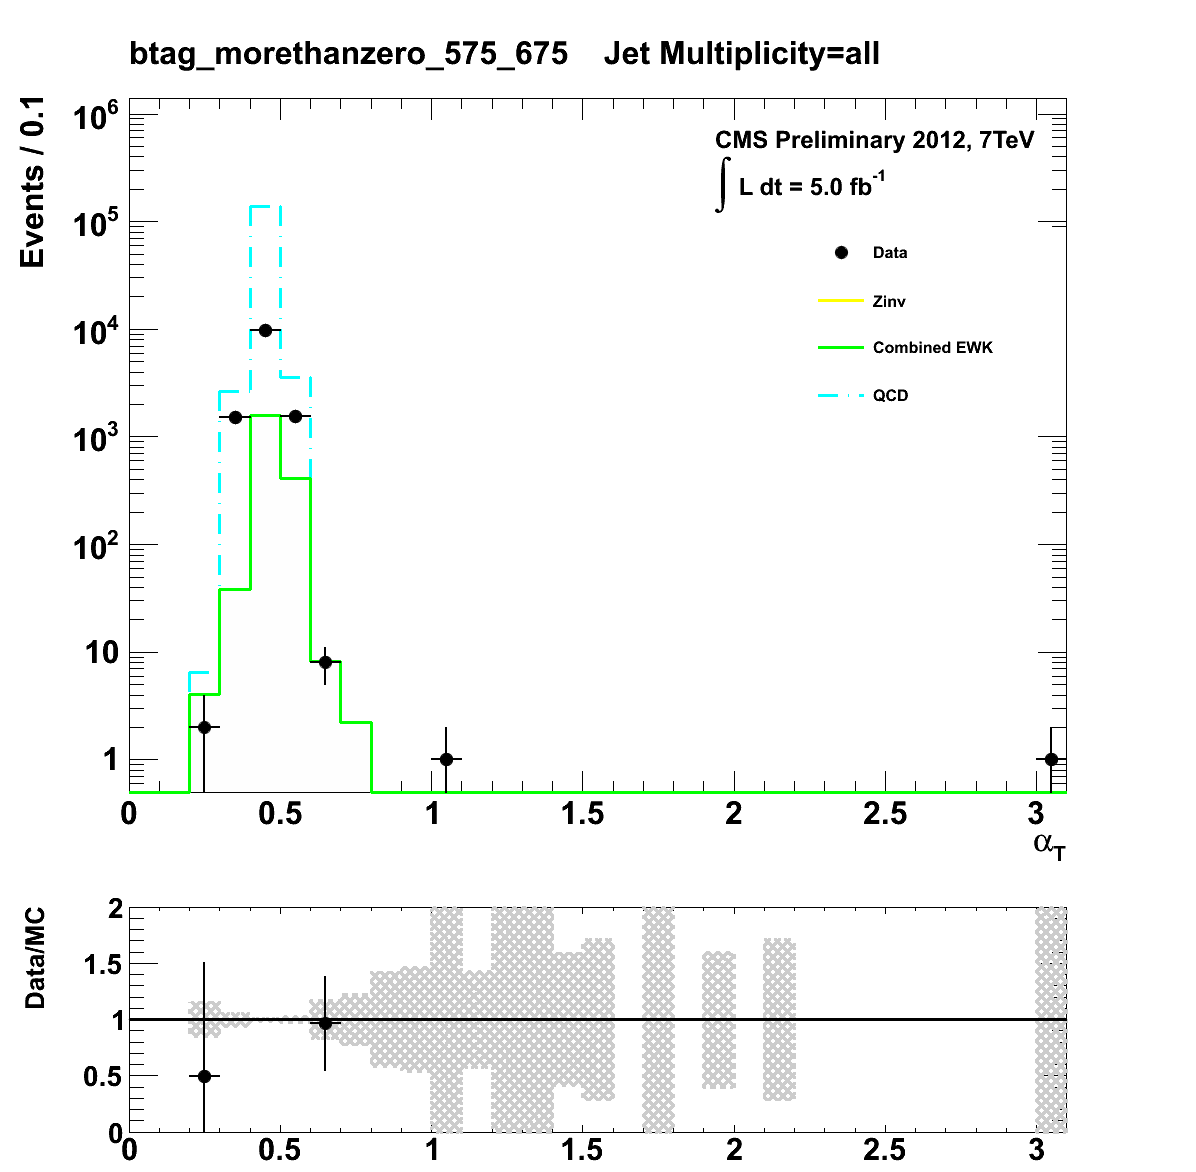 btag_morethanzero_575_675 Jet Multiplicity=all
Events / 0.1
10^6
10^5
10^4
10^3
10^2
10
1
CMS Preliminary 2012, 7TeV
∫ L dt = 5.0 fb^-1
Data
Zinv
Combined EWK
QCD
0 0.5 1 1.5 2 2.5 3
α_T
Data/MC
2
1.5
1
0.5
0
0 0.5 1 1.5 2 2.5 3